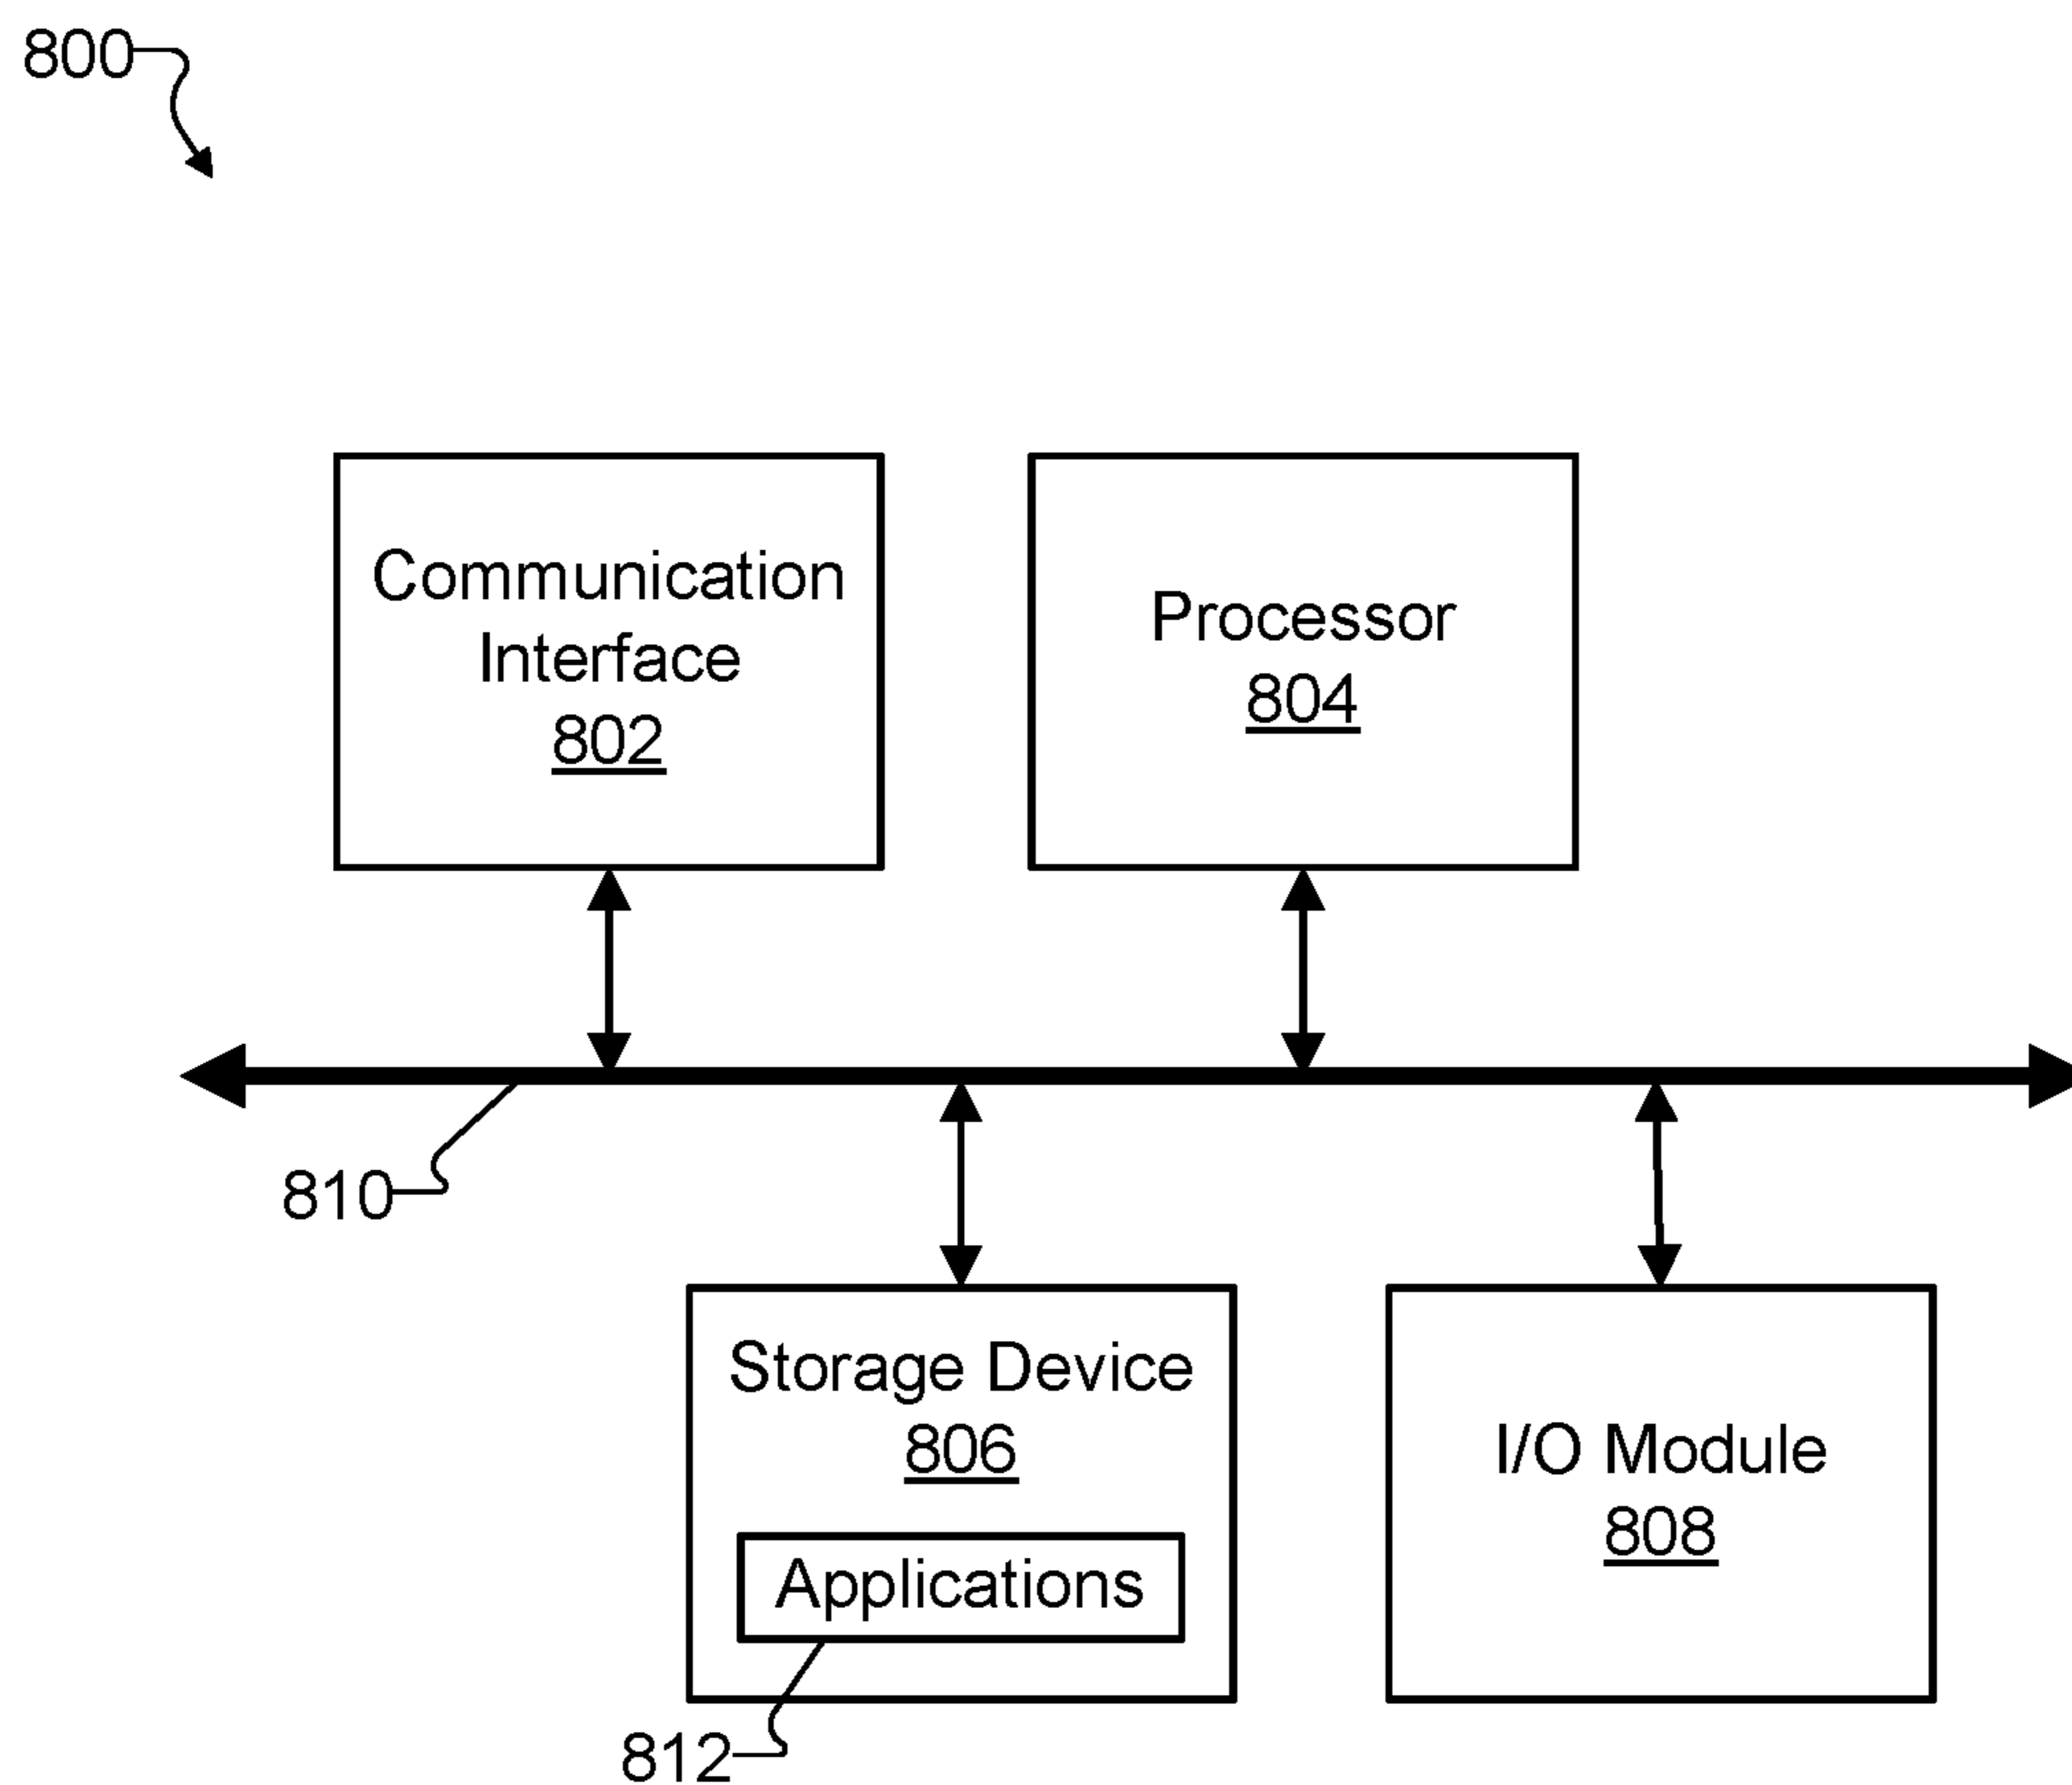 800
Communication
Interface
802
Processor
804
810
Storage Device
806
Applications
812
I/O Module
808